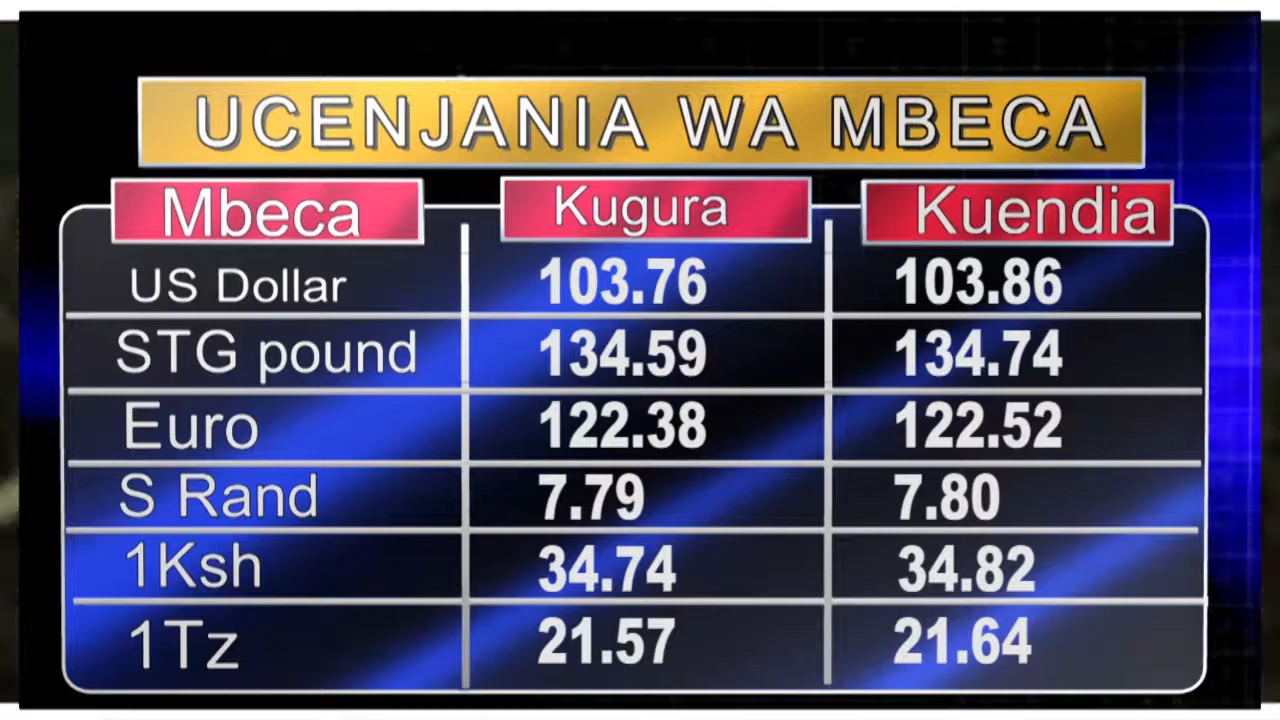 UCENJANIA WA MBECA
Mbeca Kugura Kuendia
US Dollar 103.76 103.86
STG pound 134.59 134.74
Euro 122.38 122.52
S Rand 7.79 7.80
1Ksh 34.74 34.82
1Tz 21.57 21.64